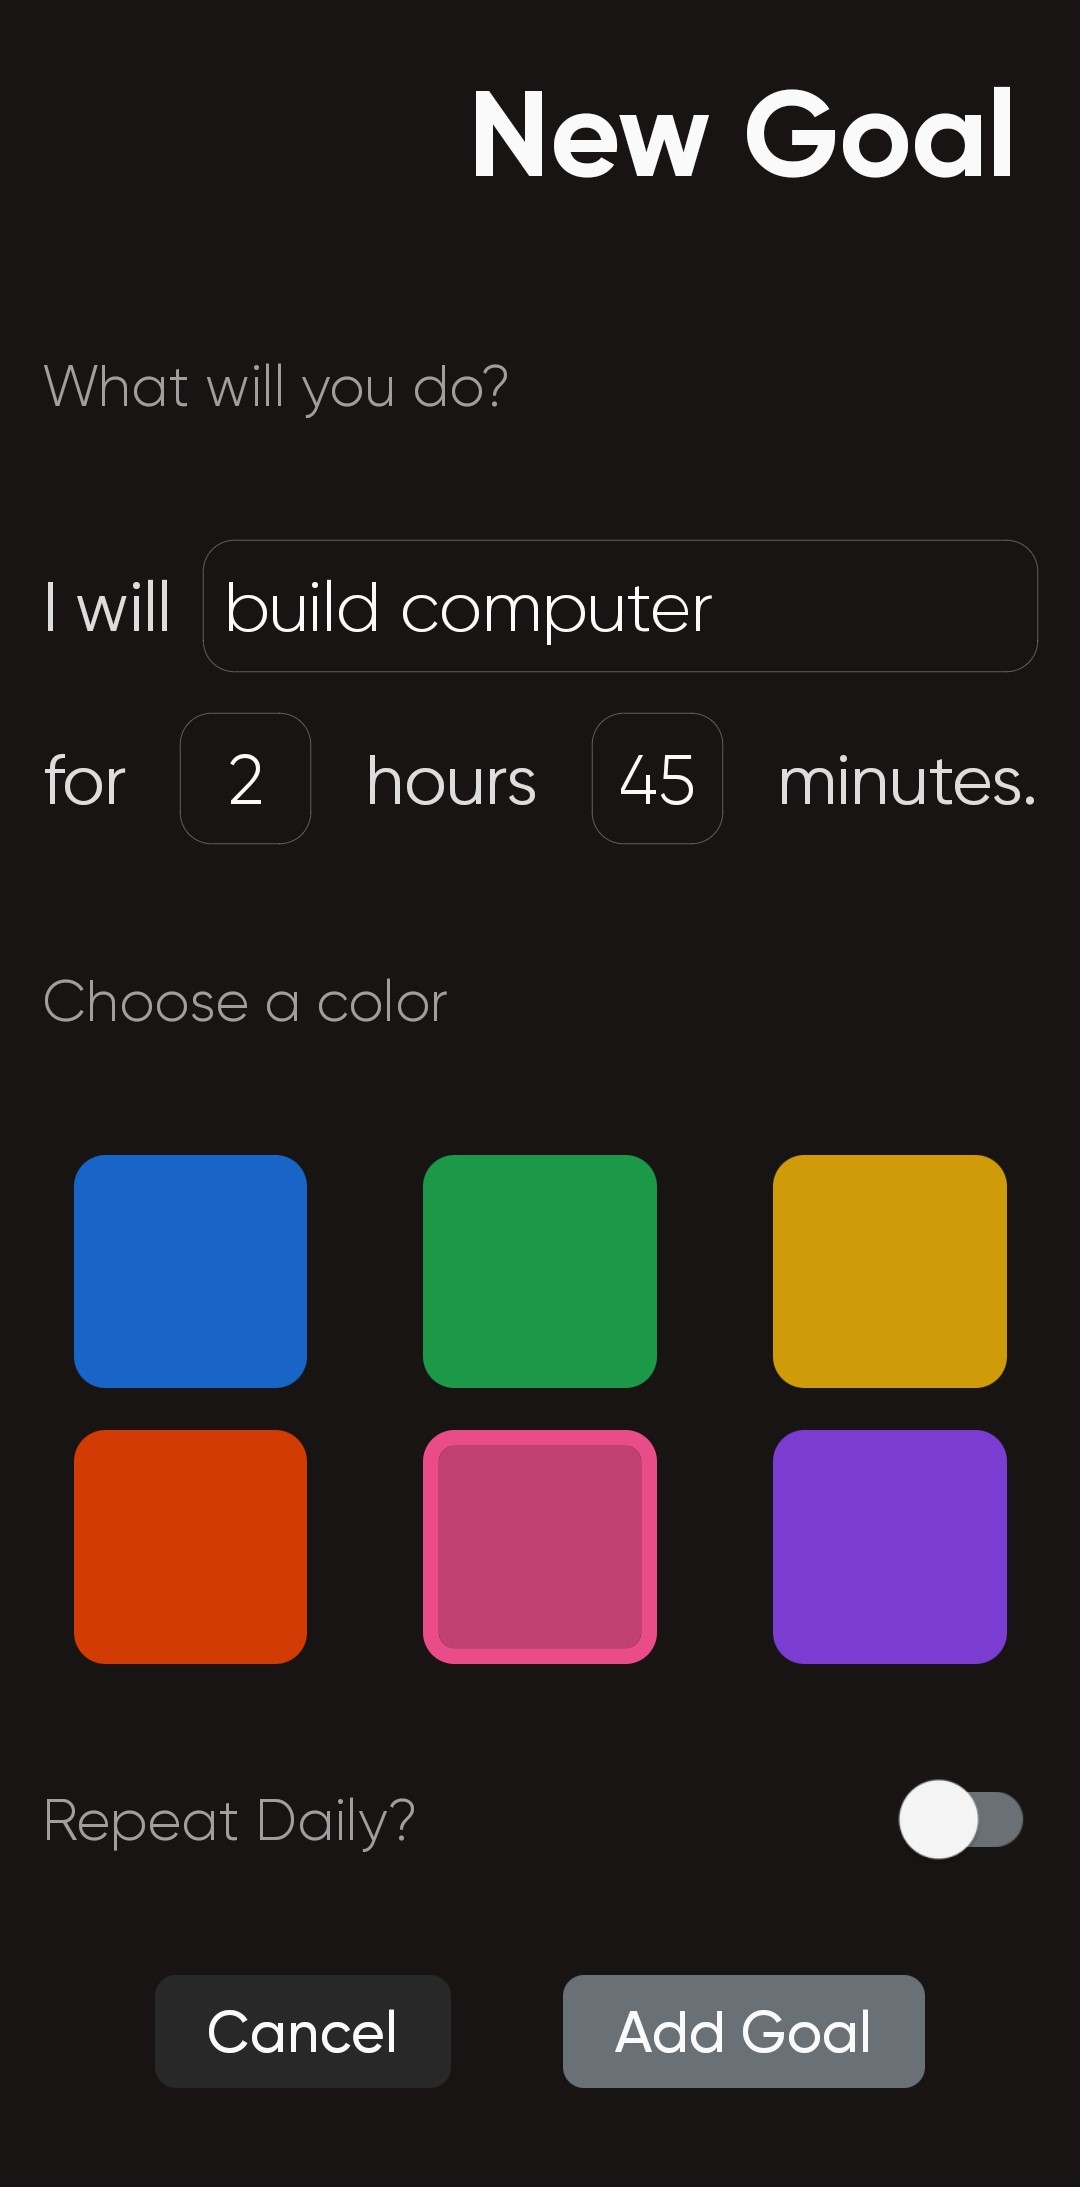 New Goal
What will you do?
I will build computer
for 2 hours 45 minutes.
Choose a color
Repeat Daily?
Cancel Add Goal